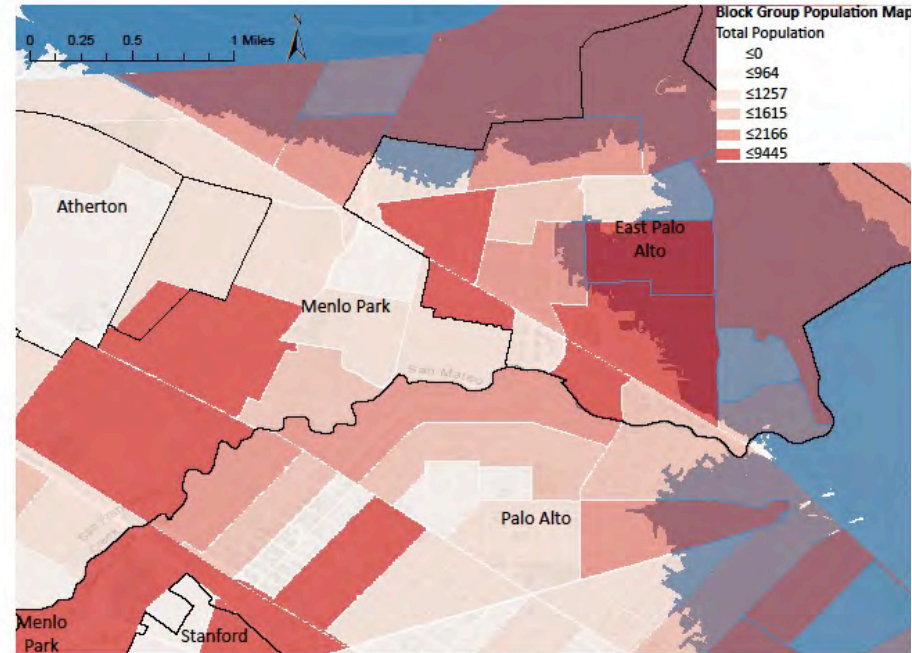 Block Group Population Map
Total Population
≤0
≤964
≤1257
≤1615
≤2166
≤9445
N
0 0.25 0.5 1 Miles
Atherton
East Palo
Alto
Menlo Park
San Mateo
Palo Alto
Menlo
Park
Stanford